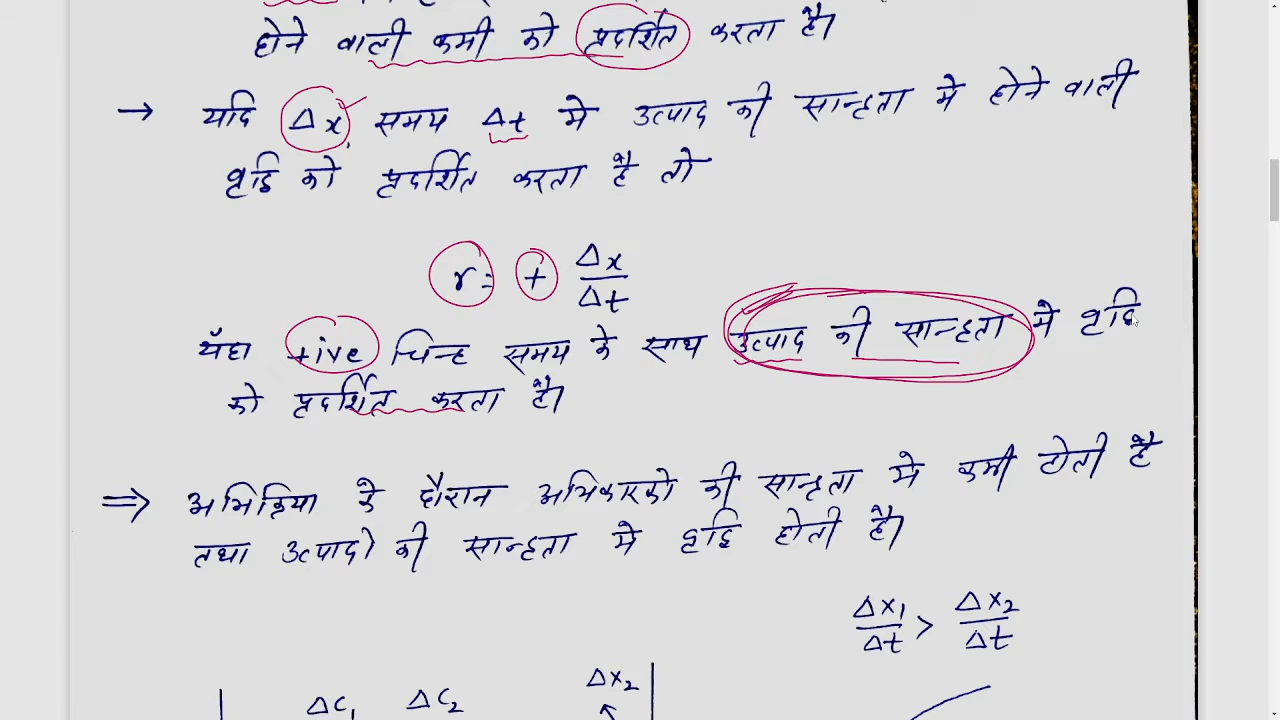 होने वाली कमी को प्रदर्शित करता है।
→ यदि Δx समय Δt मे उत्पाद की सान्द्रता मे होने वाली
वृद्धि को प्रदर्शित करता है तो
r = + Δx/Δt
यँहा +ive चिन्ह समय के साथ उत्पाद की सान्द्रता मे वृद्धि
को प्रदर्शित करता है।
⇒ अभिक्रिया के दौरान अभिकारको की सान्द्रता मे कमी होती है
तथा उत्पादो की सान्द्रता मे वृद्धि होती है।
Δx₁/Δt > Δx₂/Δt
Δx₂
Δc₁ Δc₂